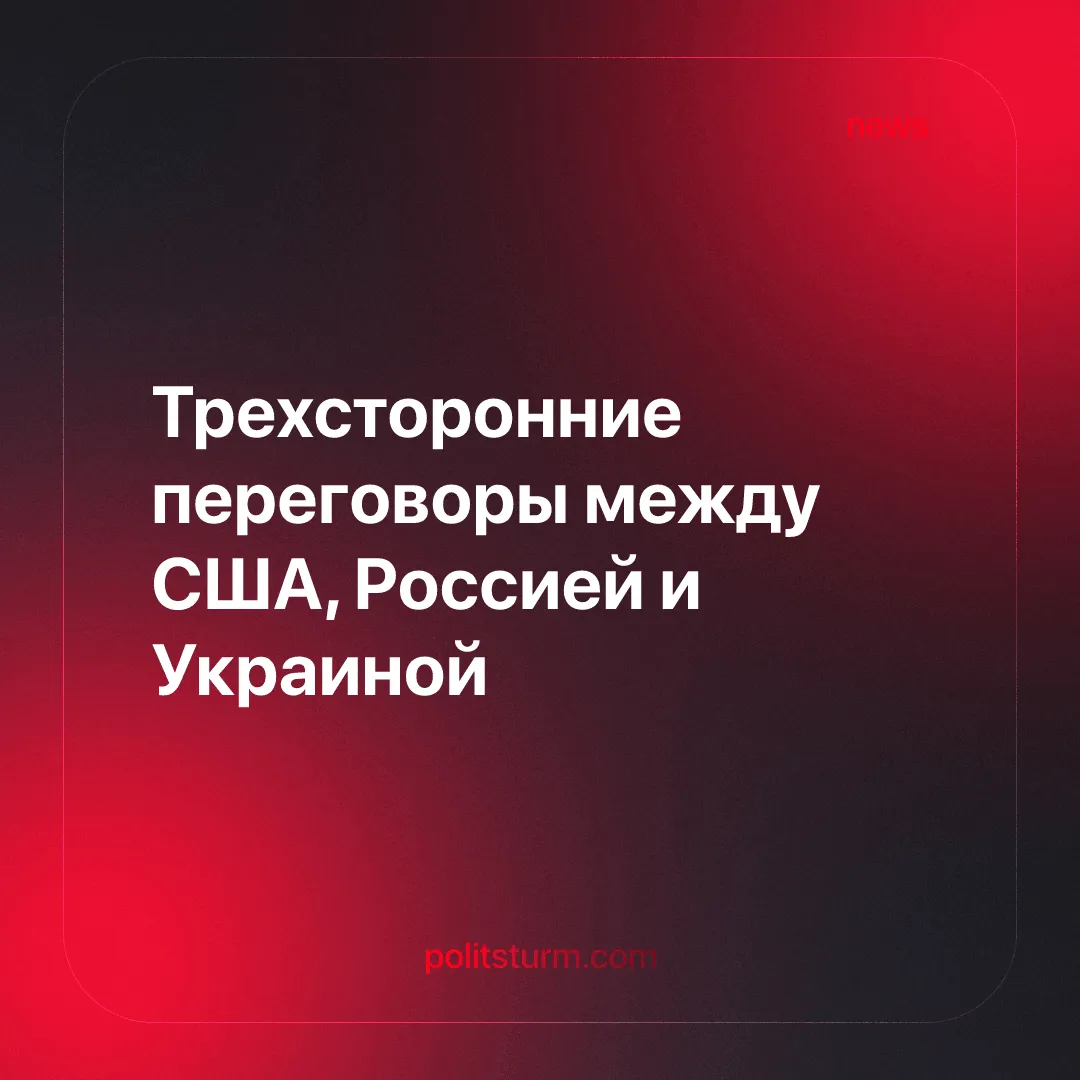 news
Трехсторонние
переговоры между
США, Россией и
Украиной
politsturm.com